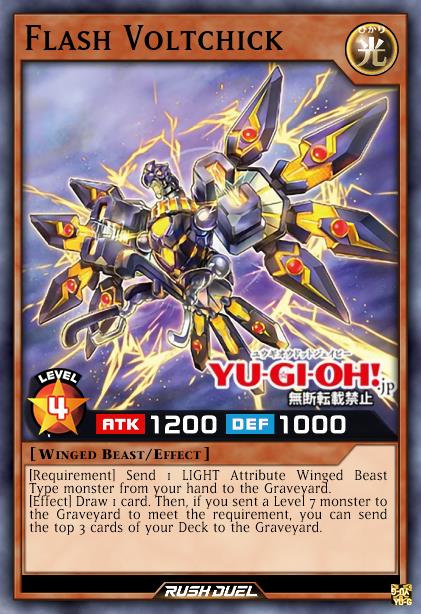 Flash Voltchick
ひかり
光
ユウギオウドットジェイピー
YU-GI-OH!.jp
無断転載禁止
LEVEL
4
ATK 1200 DEF 1000
[Winged Beast/Effect]
[Requirement] Send 1 LIGHT Attribute Winged Beast
Type monster from your hand to the Graveyard.
[Effect] Draw 1 card. Then, if you sent a Level 7 monster to
the Graveyard to meet the requirement, you can send
the top 3 cards of your Deck to the Graveyard.
RUSH DUEL